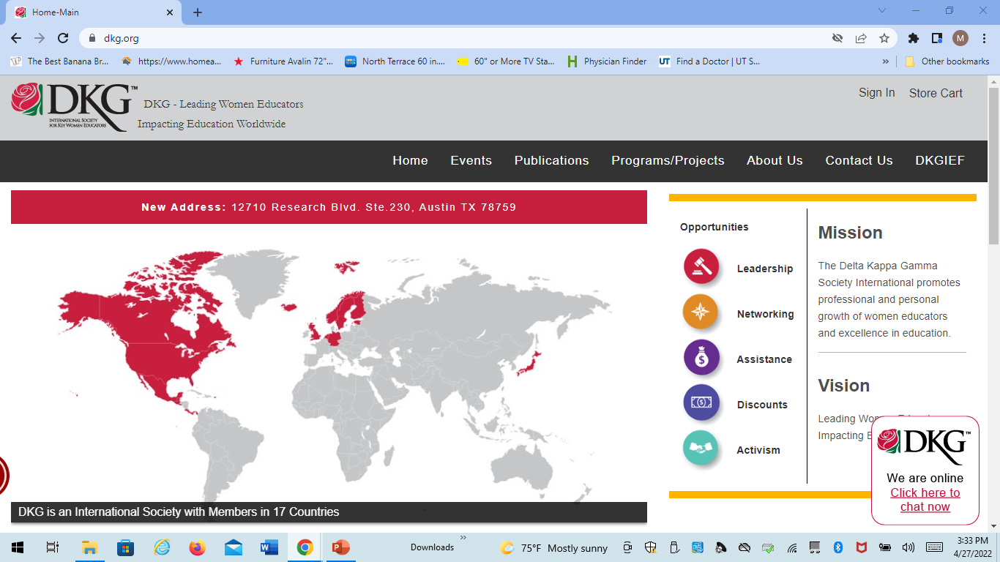 Home-Main
dkg.org
M
The Best Banana Br...
https://www.homea...
Furniture Avalin 72"...
North Terrace 60 in....
60" or More TV Sta...
Physician Finder
UT
Find a Doctor | UT S...
»
Other bookmarks
DKG™
INTERNATIONAL SOCIETY
FOR KEY WOMEN EDUCATORS
DKG - Leading Women Educators
Impacting Education Worldwide
Sign In
Store Cart
Home
Events
Publications
Programs/Projects
About Us
Contact Us
DKGIEF
New Address: 12710 Research Blvd. Ste.230, Austin TX 78759
DKG is an International Society with Members in 17 Countries
Opportunities
Leadership
Networking
Assistance
Discounts
Activism
Mission
The Delta Kappa Gamma
Society International promotes
professional and personal
growth of women educators
and excellence in education.
Vision
Leading
Impacting
DKG™
We are online
Click here to
chat now
Downloads
»
75°F Mostly sunny
3:33 PM
4/27/2022